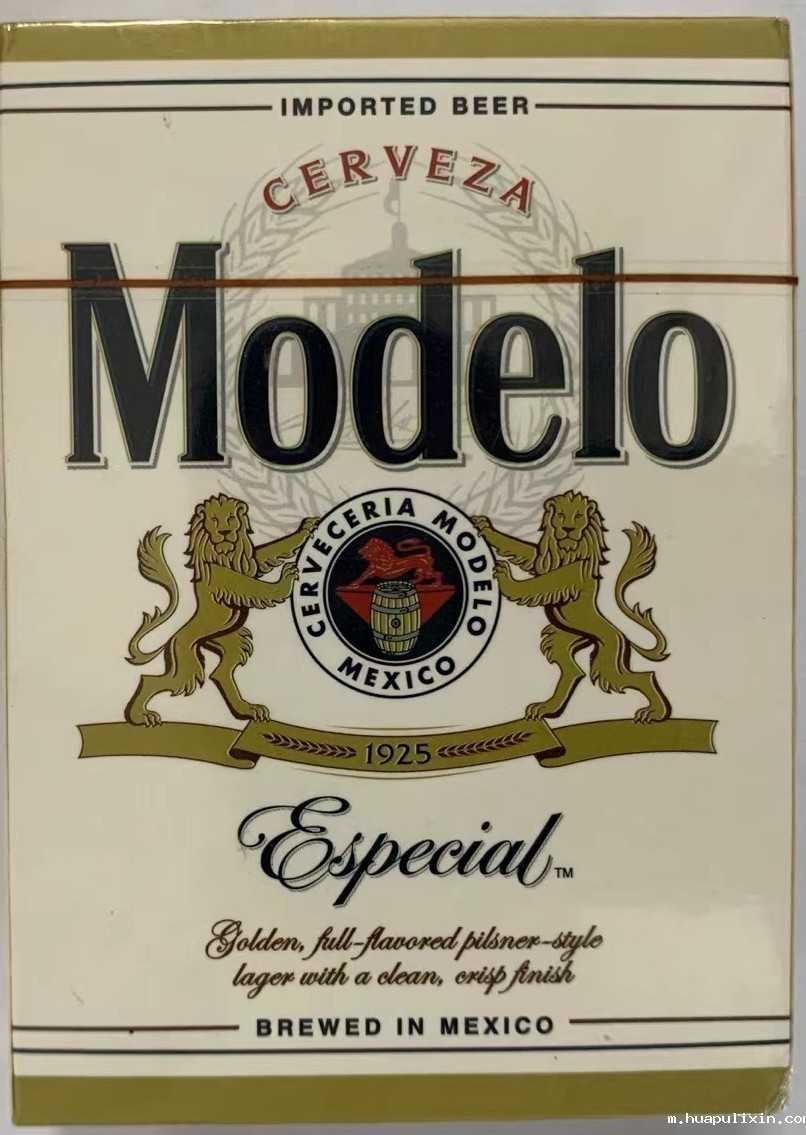 IMPORTED BEER
CERVEZA
Modelo
CERVECERIA MODELO
MEXICO
1925
Especial™
Golden, full-flavored pilsner-style
lager with a clean, crisp finish
BREWED IN MEXICO
m.huapulixin.com